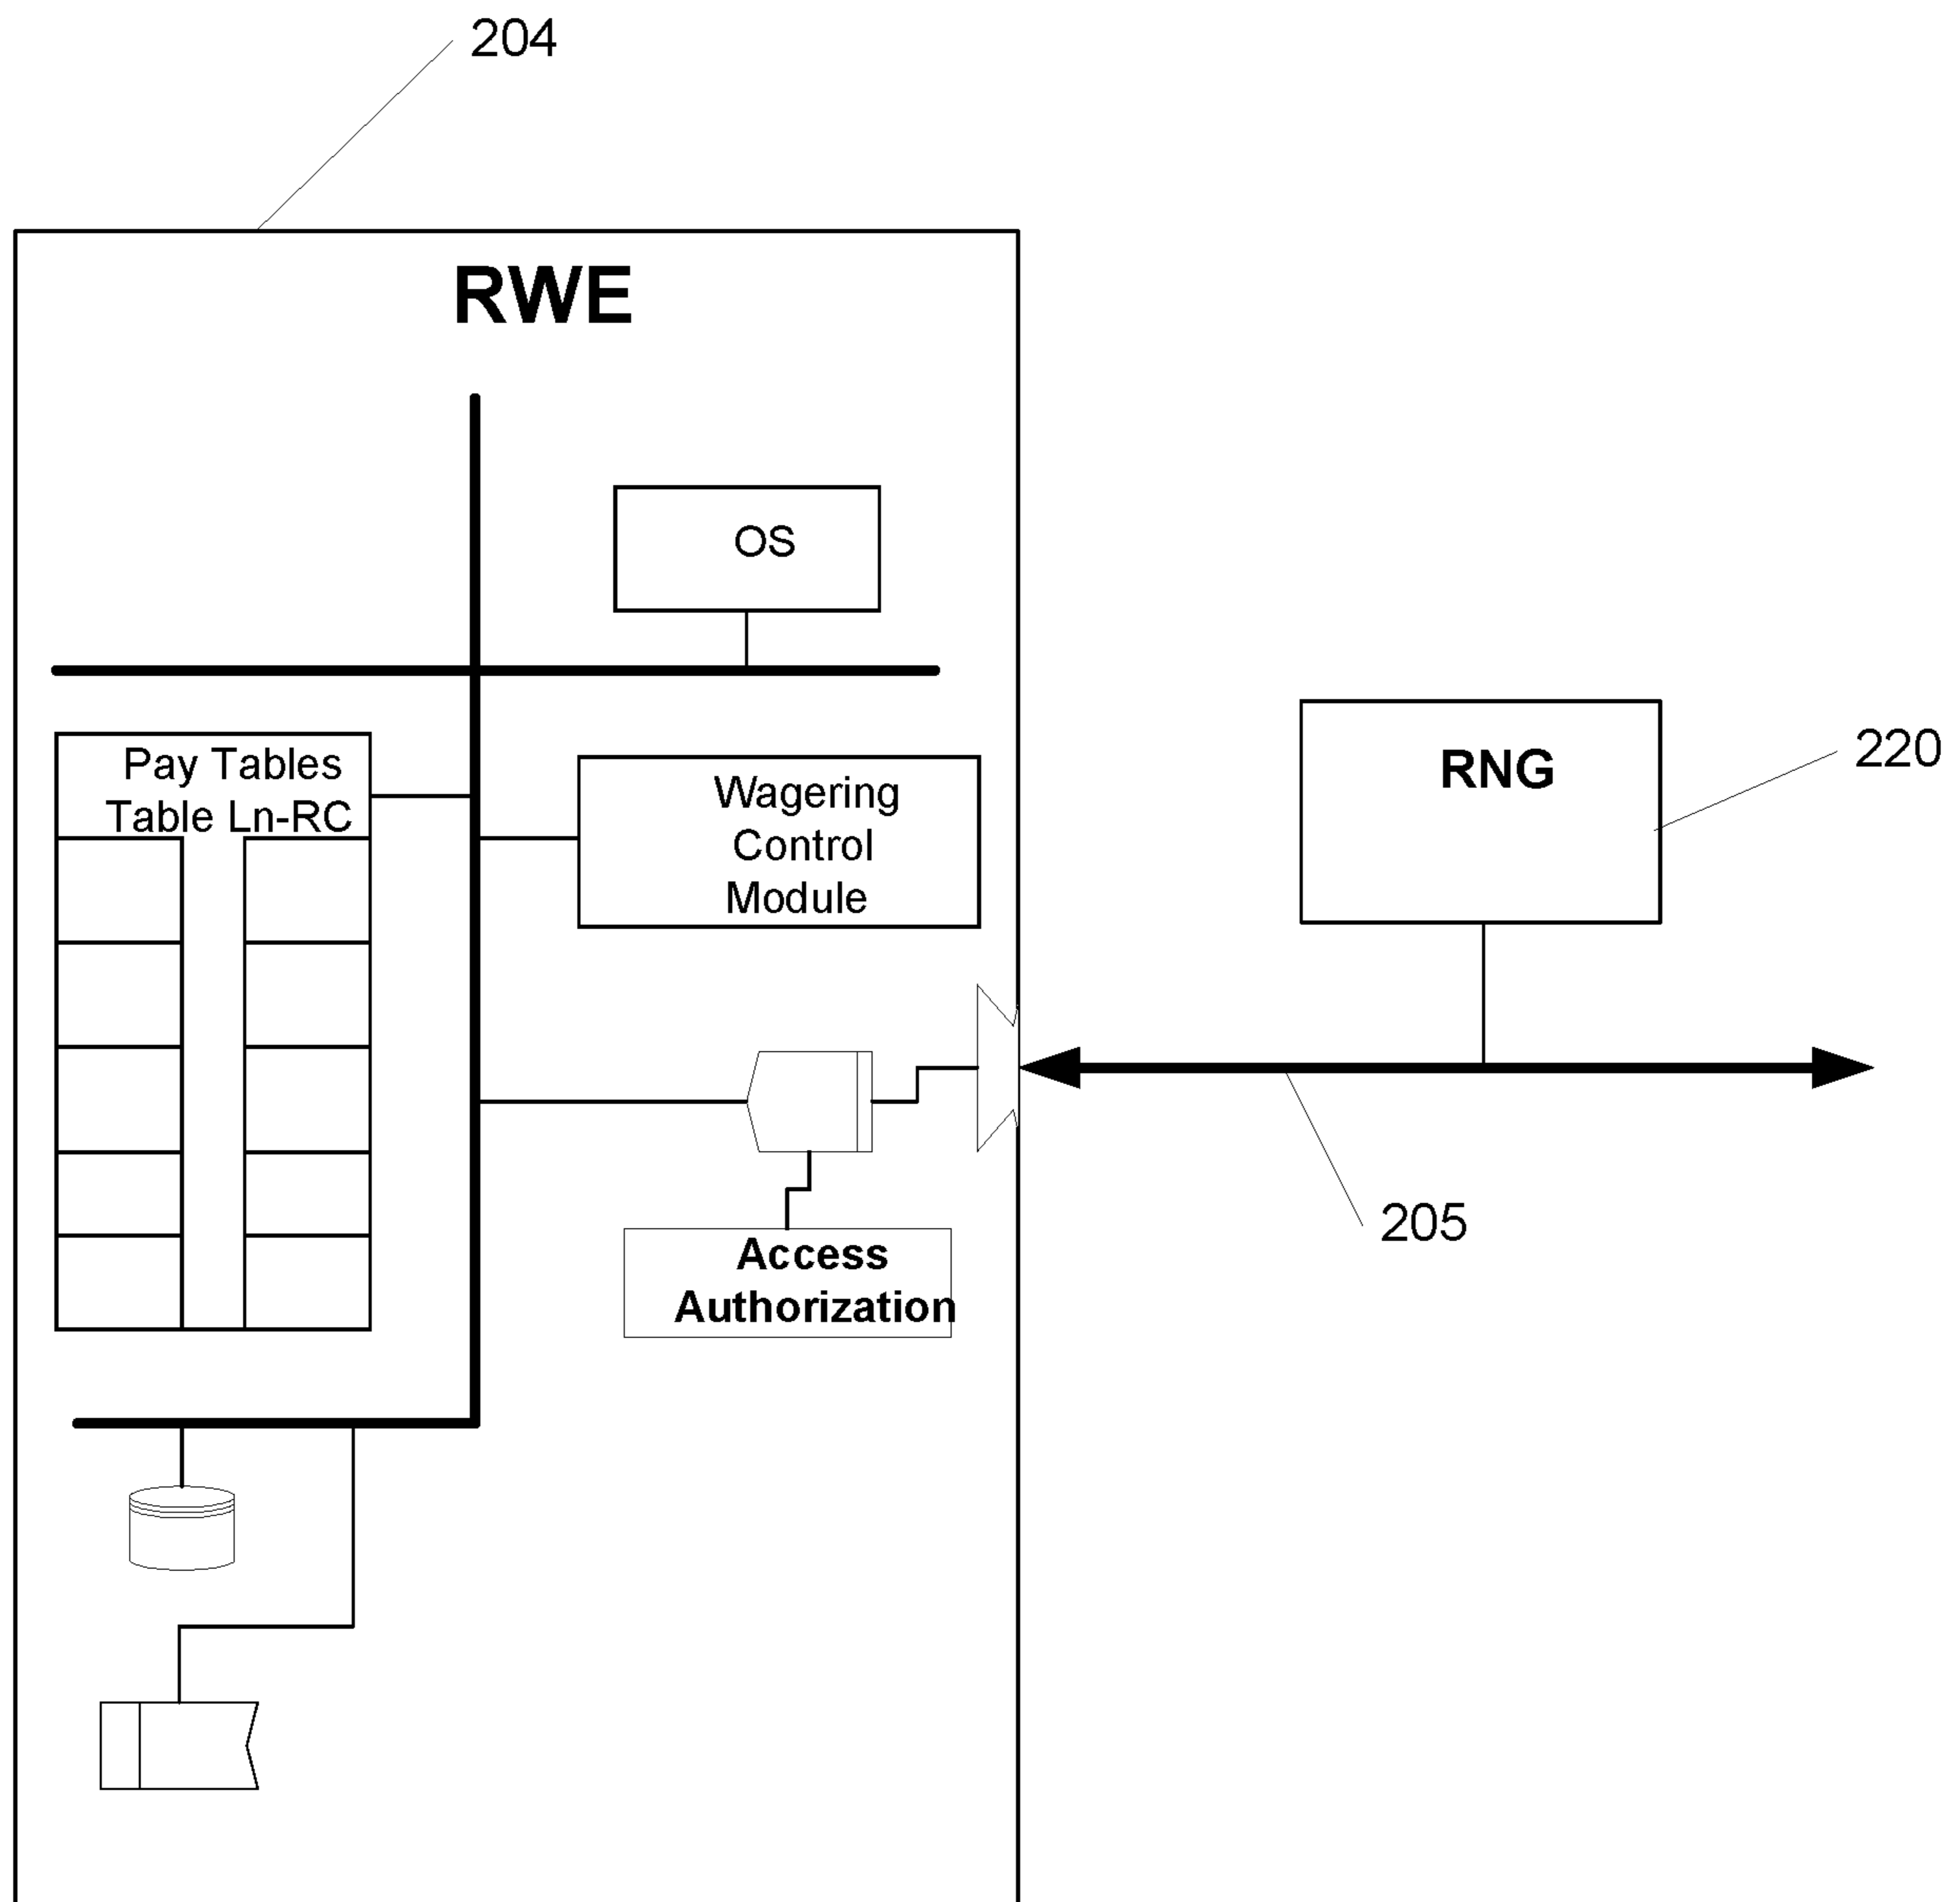 204
RWE
OS
Pay Tables
Table Ln-RC
Wagering
Control
Module
RNG
220
205
Access
Authorization